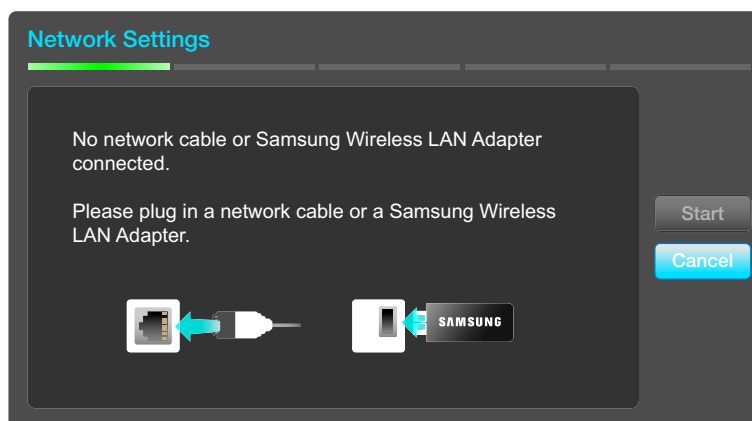 Network Settings
No network cable or Samsung Wireless LAN Adapter
connected.
Please plug in a network cable or a Samsung Wireless
LAN Adapter.
Start
Cancel
SAMSUNG